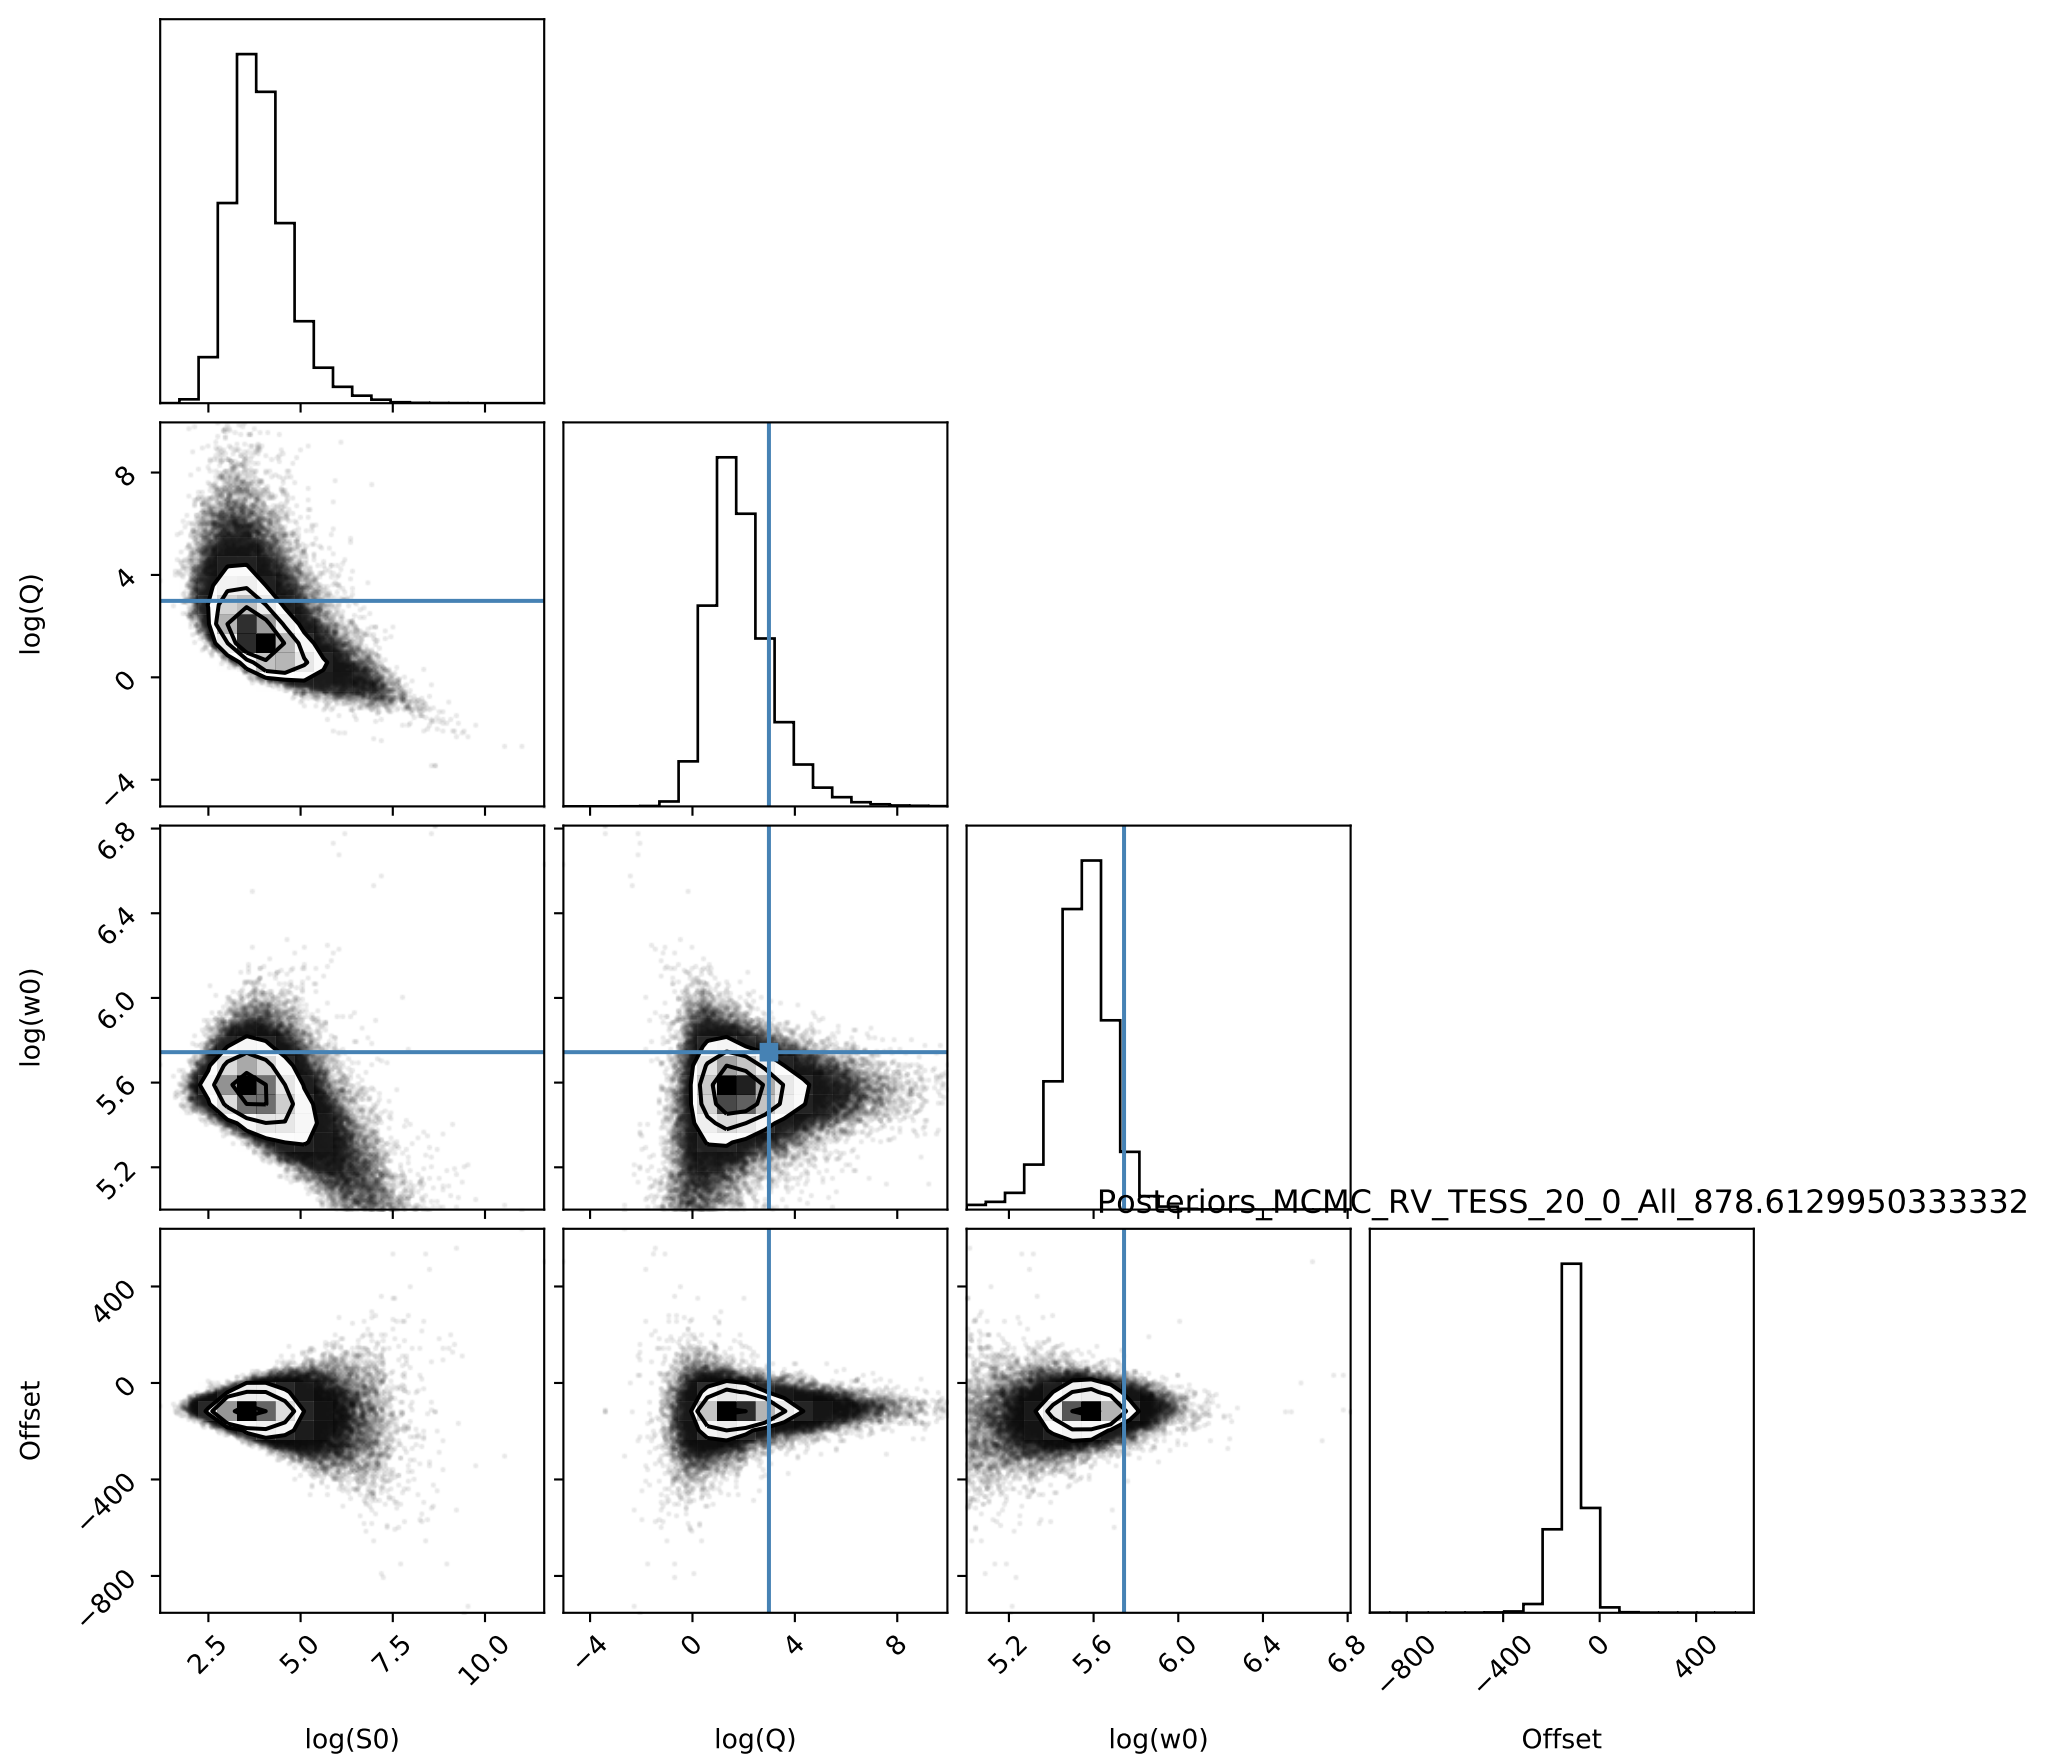 8
4
0
−4
log(Q)
6.8
6.4
6.0
5.6
5.2
log(w0)
Posteriors_MCMC_RV_TESS_20_0_All_878.6129950333332
400
0
−400
−800
Offset
2.5 5.0 7.5 10.0
−4 0 4 8
5.2 5.6 6.0 6.4 6.8
−800 −400 0 400
log(S0) log(Q) log(w0) Offset